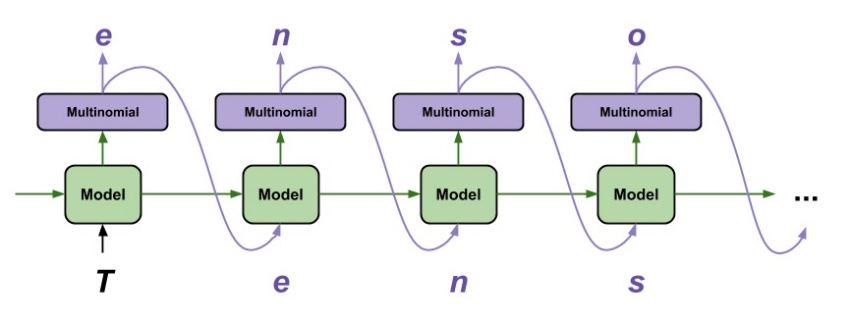 e n s o
Multinomial Multinomial Multinomial Multinomial
Model Model Model Model ...
T e n s